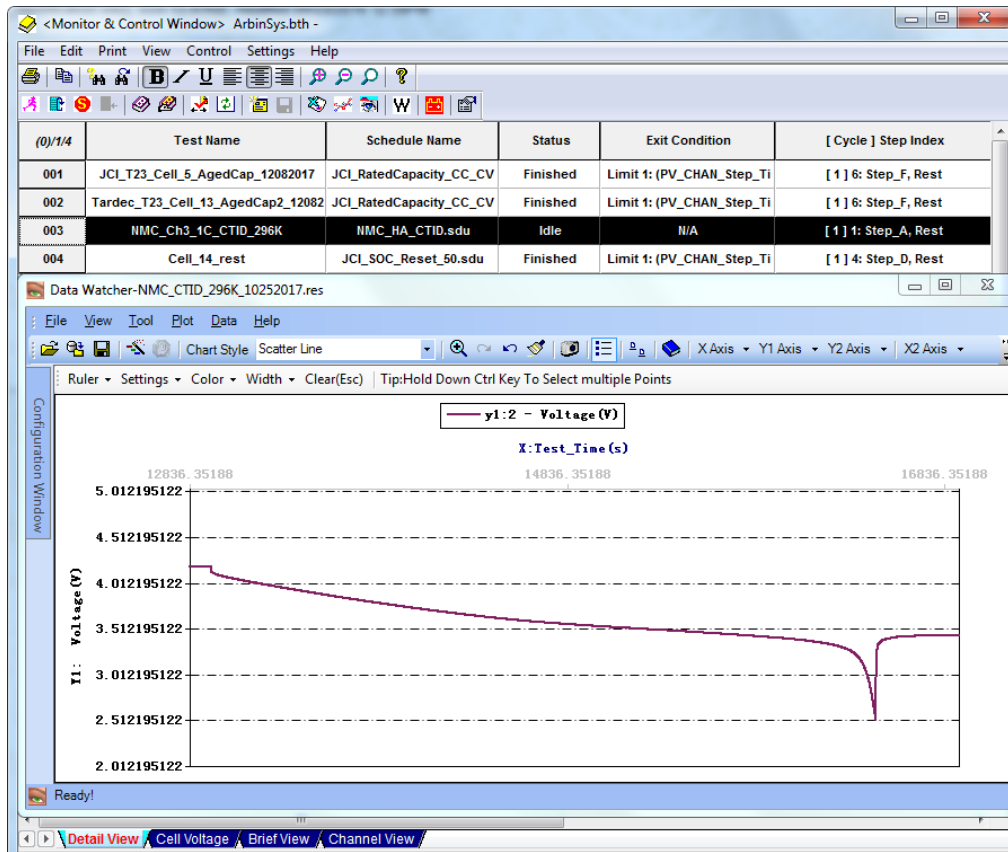 <Monitor & Control Window> ArbinSys.bth -
File Edit Print View Control Settings Help
B I U
S W
(0)/1/4 Test Name Schedule Name Status Exit Condition [ Cycle ] Step Index
001 JCI_T23_Cell_5_AgedCap_12082017 JCI_RatedCapacity_CC_CV Finished Limit 1: (PV_CHAN_Step_Ti [ 1 ] 6: Step_F, Rest
002 Tardec_T23_Cell_13_AgedCap2_12082 JCI_RatedCapacity_CC_CV Finished Limit 1: (PV_CHAN_Step_Ti [ 1 ] 6: Step_F, Rest
003 NMC_Ch3_1C_CTID_296K NMC_HA_CTID.sdu Idle N/A [ 1 ] 1: Step_A, Rest
004 Cell_14_rest JCI_SOC_Reset_50.sdu Finished Limit 1: (PV_CHAN_Step_Ti [ 1 ] 4: Step_D, Rest
Data Watcher-NMC_CTID_296K_10252017.res
File View Tool Plot Data Help
Chart Style Scatter Line X Axis Y1 Axis Y2 Axis X2 Axis
Ruler Settings Color Width Clear(Esc) Tip:Hold Down Ctrl Key To Select multiple Points
Configuration Window
y1:2 - Voltage(V)
X:Test_Time(s)
12836.35188 14836.35188 16836.35188
5.012195122
4.512195122
4.012195122
3.512195122
3.012195122
2.512195122
2.012195122
Y1: Voltage(V)
Ready!
Detail View Cell Voltage Brief View Channel View